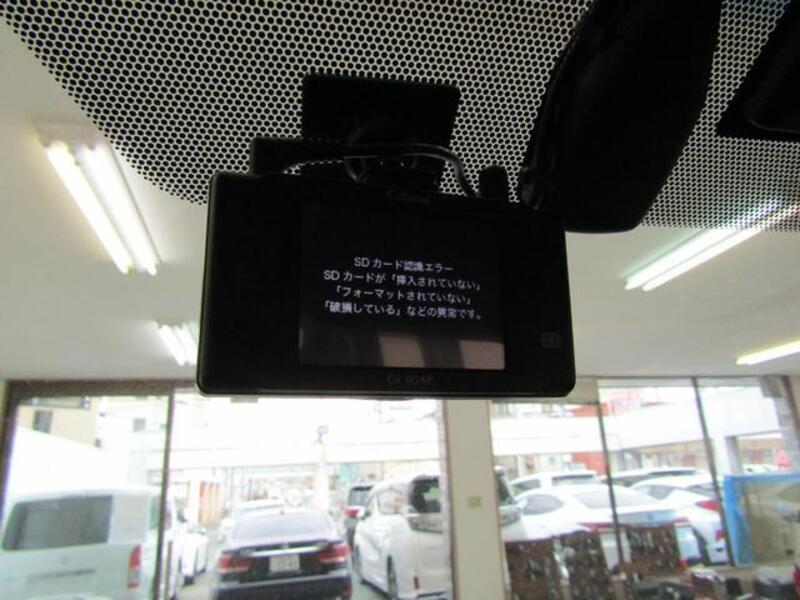 SDカード認識エラー
SDカードが「挿入されていない」
「フォーマットされていない」
「破損している」などの異常です。